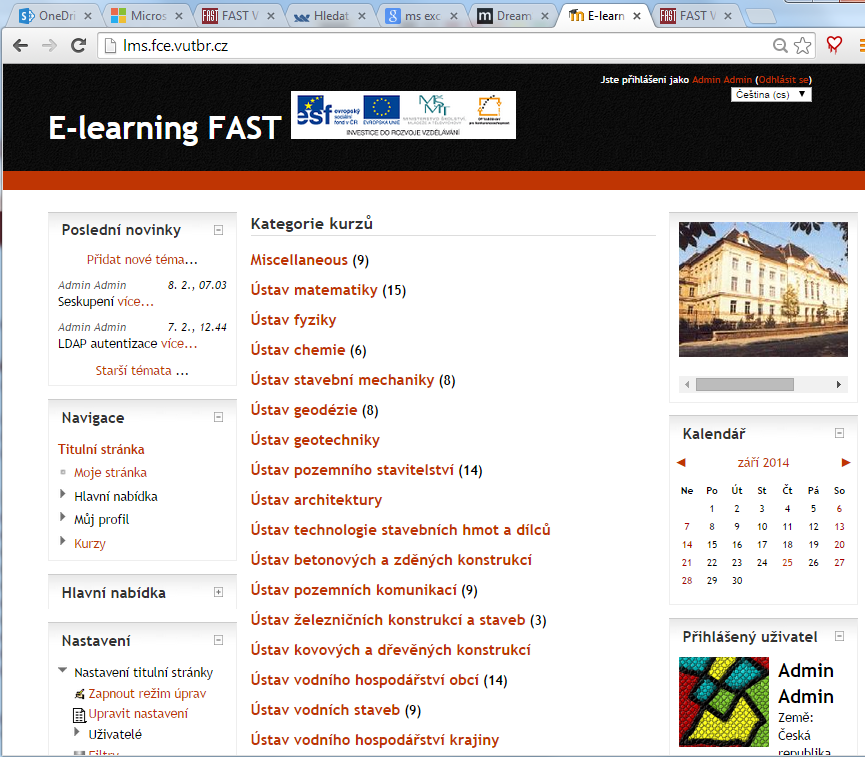 OneDri
Micros
FAST V
Hledat
ms exc
Dream
E-learn
FAST V
lms.fce.vutbr.cz
Jste přihlášeni jako Admin Admin (Odhlásit se)
Čeština (cs)
E-learning FAST
esf evropský sociální fond v ČR
EVROPSKÁ UNIE
MINISTERSTVO ŠKOLSTVÍ, MLÁDEŽE A TĚLOVÝCHOVY
INVESTICE DO ROZVOJE VZDĚLÁVÁNÍ
Poslední novinky
Přidat nové téma...
Admin Admin 8. 2., 07.03
Seskupení více...
Admin Admin 7. 2., 12.44
LDAP autentizace více...
Starší témata ...
Navigace
Titulní stránka
Moje stránka
Hlavní nabídka
Můj profil
Kurzy
Hlavní nabídka
Nastavení
Nastavení titulní stránky
Zapnout režim úprav
Upravit nastavení
Uživatelé
Filtry
Kategorie kurzů
Miscellaneous (9)
Ústav matematiky (15)
Ústav fyziky
Ústav chemie (6)
Ústav stavební mechaniky (8)
Ústav geodézie (8)
Ústav geotechniky
Ústav pozemního stavitelství (14)
Ústav architektury
Ústav technologie stavebních hmot a dílců
Ústav betonových a zděných konstrukcí
Ústav pozemních komunikací (9)
Ústav železničních konstrukcí a staveb (3)
Ústav kovových a dřevěných konstrukcí
Ústav vodního hospodářství obcí (14)
Ústav vodních staveb (9)
Ústav vodního hospodářství krajiny
Kalendář
září 2014
Ne Po Út St Čt Pá So
1 2 3 4 5 6
7 8 9 10 11 12 13
14 15 16 17 18 19 20
21 22 23 24 25 26 27
28 29 30
Přihlášený uživatel
Admin
Admin
Země:
Česká
republika